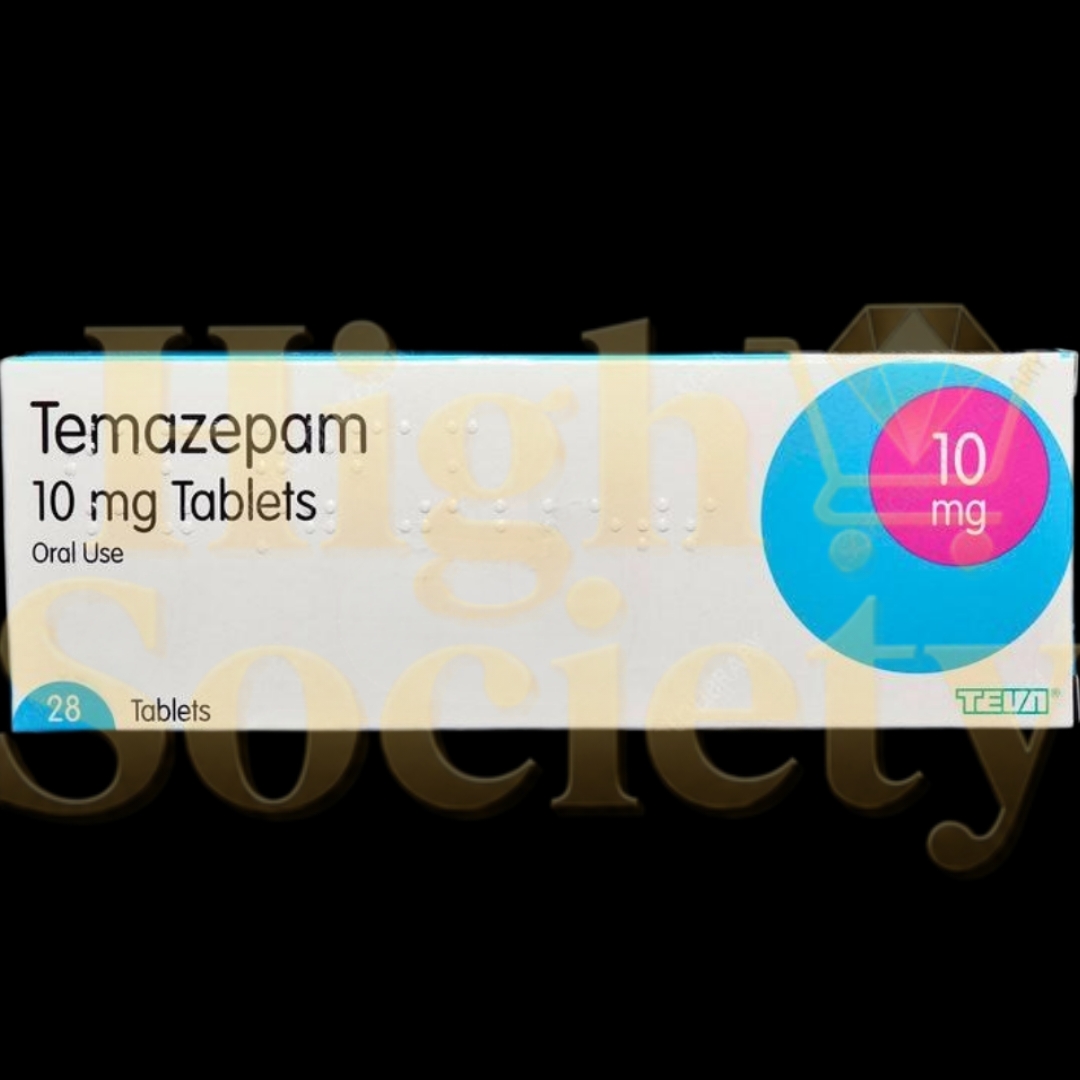 High
Society
Temazepam
10 mg Tablets
Oral Use
10
mg
28 Tablets
TEVA®